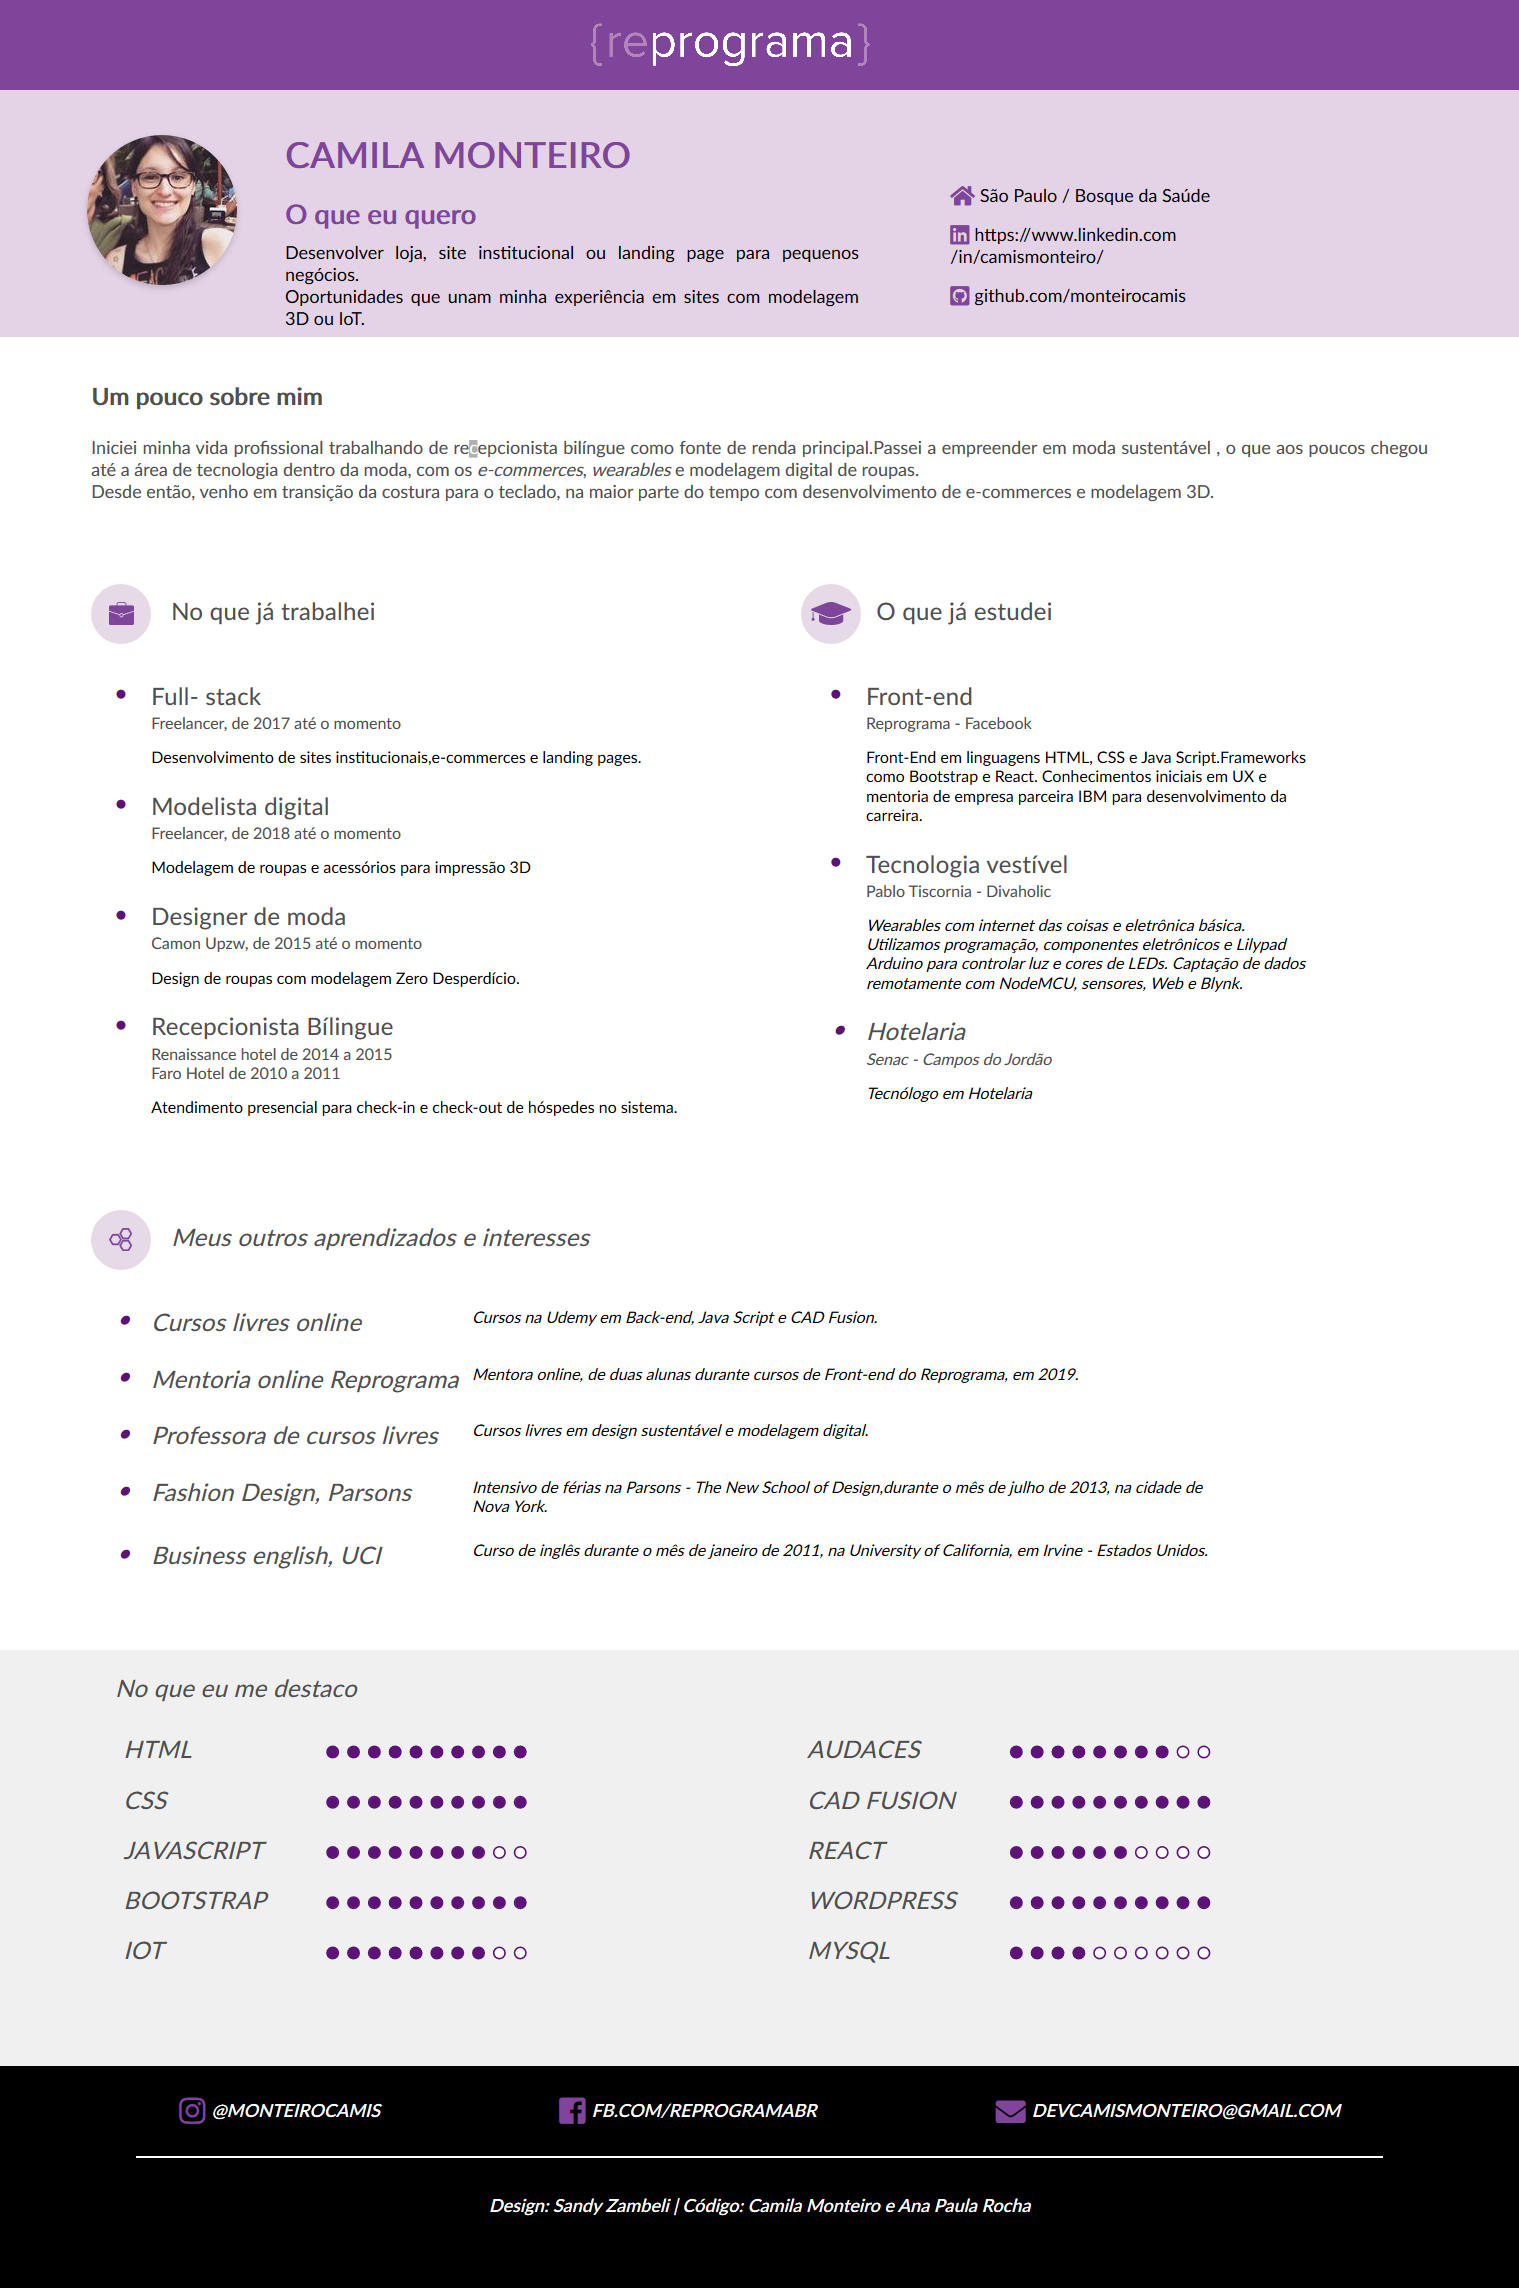 {reprograma}
CAMILA MONTEIRO
O que eu quero
Desenvolver loja, site institucional ou landing page para pequenos
negócios.
Oportunidades que unam minha experiência em sites com modelagem
3D ou IoT.
São Paulo / Bosque da Saúde
https://www.linkedin.com
/in/camismonteiro/
github.com/monteirocamis
Um pouco sobre mim
Iniciei minha vida profissional trabalhando de recepcionista bilíngue como fonte de renda principal.Passei a empreender em moda sustentável , o que aos poucos chegou
até a área de tecnologia dentro da moda, com os e-commerces, wearables e modelagem digital de roupas.
Desde então, venho em transição da costura para o teclado, na maior parte do tempo com desenvolvimento de e-commerces e modelagem 3D.
No que já trabalhei
Full- stack
Freelancer, de 2017 até o momento
Desenvolvimento de sites institucionais,e-commerces e landing pages.
Modelista digital
Freelancer, de 2018 até o momento
Modelagem de roupas e acessórios para impressão 3D
Designer de moda
Camon Upzw, de 2015 até o momento
Design de roupas com modelagem Zero Desperdício.
Recepcionista Bílingue
Renaissance hotel de 2014 a 2015
Faro Hotel de 2010 a 2011
Atendimento presencial para check-in e check-out de hóspedes no sistema.
O que já estudei
Front-end
Reprograma - Facebook
Front-End em linguagens HTML, CSS e Java Script.Frameworks
como Bootstrap e React. Conhecimentos iniciais em UX e
mentoria de empresa parceira IBM para desenvolvimento da
carreira.
Tecnologia vestível
Pablo Tiscornia - Divaholic
Wearables com internet das coisas e eletrônica básica.
Utilizamos programação, componentes eletrônicos e Lilypad
Arduino para controlar luz e cores de LEDs. Captação de dados
remotamente com NodeMCU, sensores, Web e Blynk.
Hotelaria
Senac - Campos do Jordão
Tecnólogo em Hotelaria
Meus outros aprendizados e interesses
Cursos livres online
Cursos na Udemy em Back-end, Java Script e CAD Fusion.
Mentoria online Reprograma
Mentora online, de duas alunas durante cursos de Front-end do Reprograma, em 2019.
Professora de cursos livres
Cursos livres em design sustentável e modelagem digital.
Fashion Design, Parsons
Intensivo de férias na Parsons - The New School of Design,durante o mês de julho de 2013, na cidade de
Nova York.
Business english, UCI
Curso de inglês durante o mês de janeiro de 2011, na University of California, em Irvine - Estados Unidos.
No que eu me destaco
HTML
CSS
JAVASCRIPT
BOOTSTRAP
IOT
AUDACES
CAD FUSION
REACT
WORDPRESS
MYSQL
@MONTEIROCAMIS
FB.COM/REPROGRAMABR
DEVCAMISMONTEIRO@GMAIL.COM
Design: Sandy Zambeli | Código: Camila Monteiro e Ana Paula Rocha